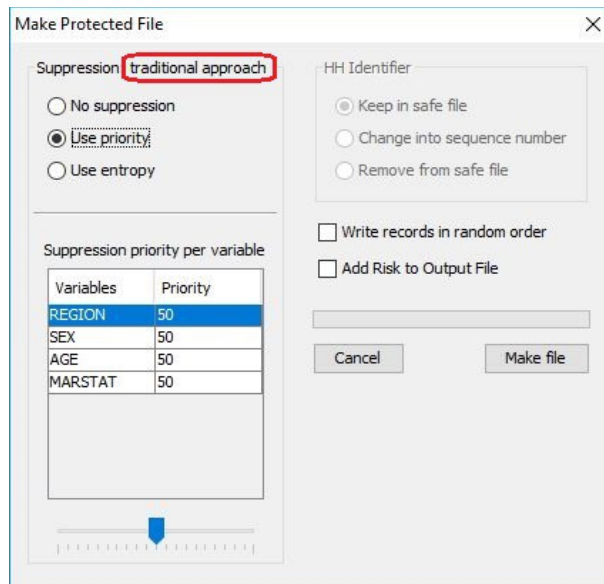 Make Protected File
Suppression traditional approach
No suppression
Use priority
Use entropy
Suppression priority per variable
Variables Priority
REGION 50
SEX 50
AGE 50
MARSTAT 50
HH Identifier
Keep in safe file
Change into sequence number
Remove from safe file
Write records in random order
Add Risk to Output File
Cancel Make file